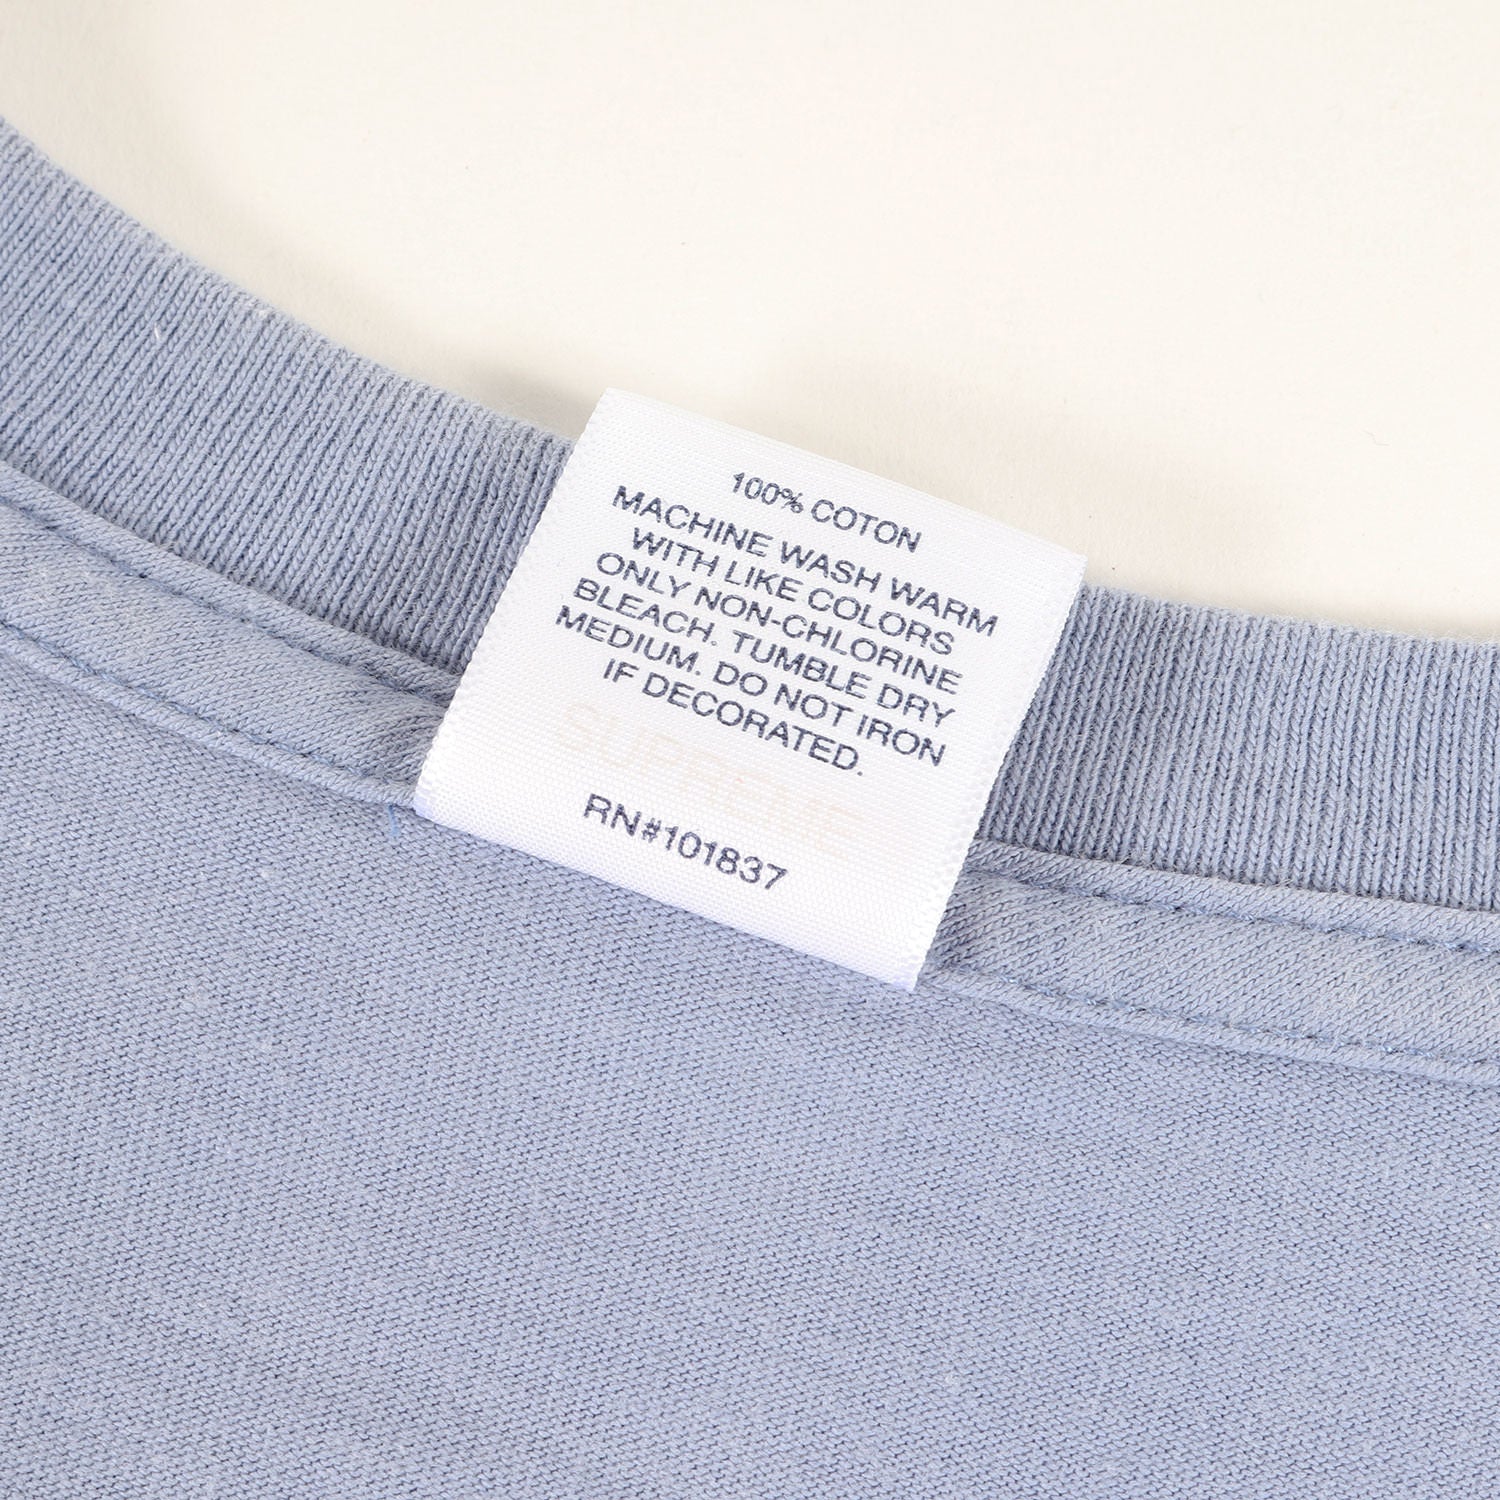 100% COTON
MACHINE WASH WARM
WITH LIKE COLORS
ONLY NON-CHLORINE
BLEACH. TUMBLE DRY
MEDIUM. DO NOT IRON
IF DECORATED.
SUPREME
RN#101837